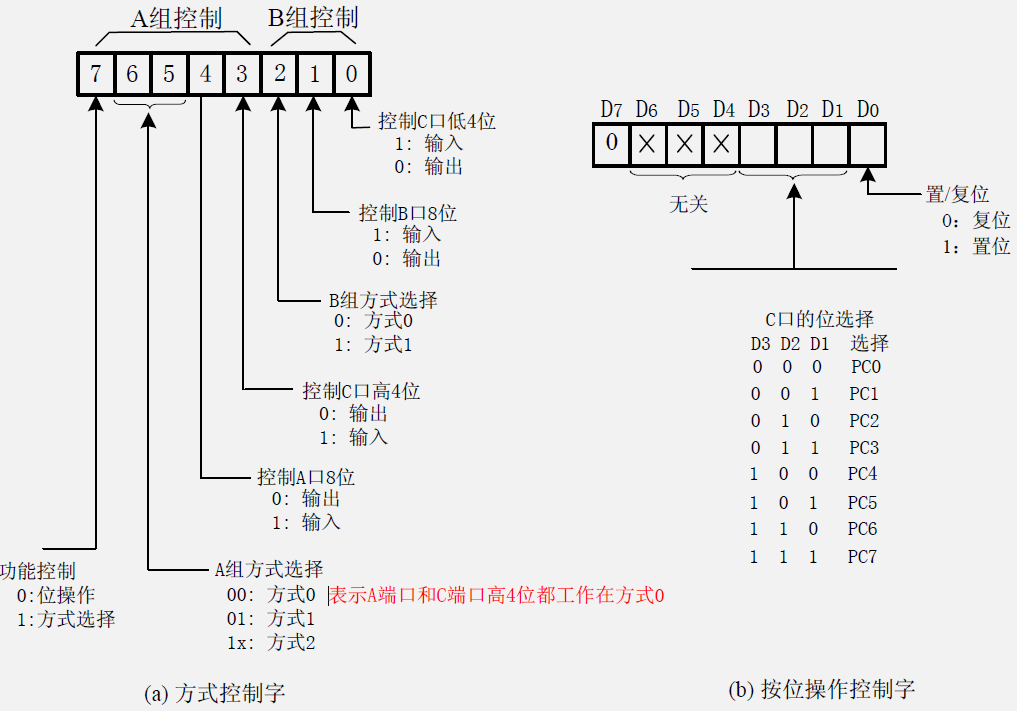 A组控制 B组控制
7 6 5 4 3 2 1 0
控制C口低4位
1: 输入
0: 输出
控制B口8位
1: 输入
0: 输出
B组方式选择
0: 方式0
1: 方式1
控制C口高4位
0: 输出
1: 输入
控制A口8位
0: 输出
1: 输入
功能控制
0:位操作
1:方式选择
A组方式选择
00: 方式0 表示A端口和C端口高4位都工作在方式0
01: 方式1
1x: 方式2
(a) 方式控制字
D7 D6 D5 D4 D3 D2 D1 D0
0 × × ×
无关
置/复位
0: 复位
1: 置位
C口的位选择
D3 D2 D1 选择
0 0 0 PC0
0 0 1 PC1
0 1 0 PC2
0 1 1 PC3
1 0 0 PC4
1 0 1 PC5
1 1 0 PC6
1 1 1 PC7
(b) 按位操作控制字